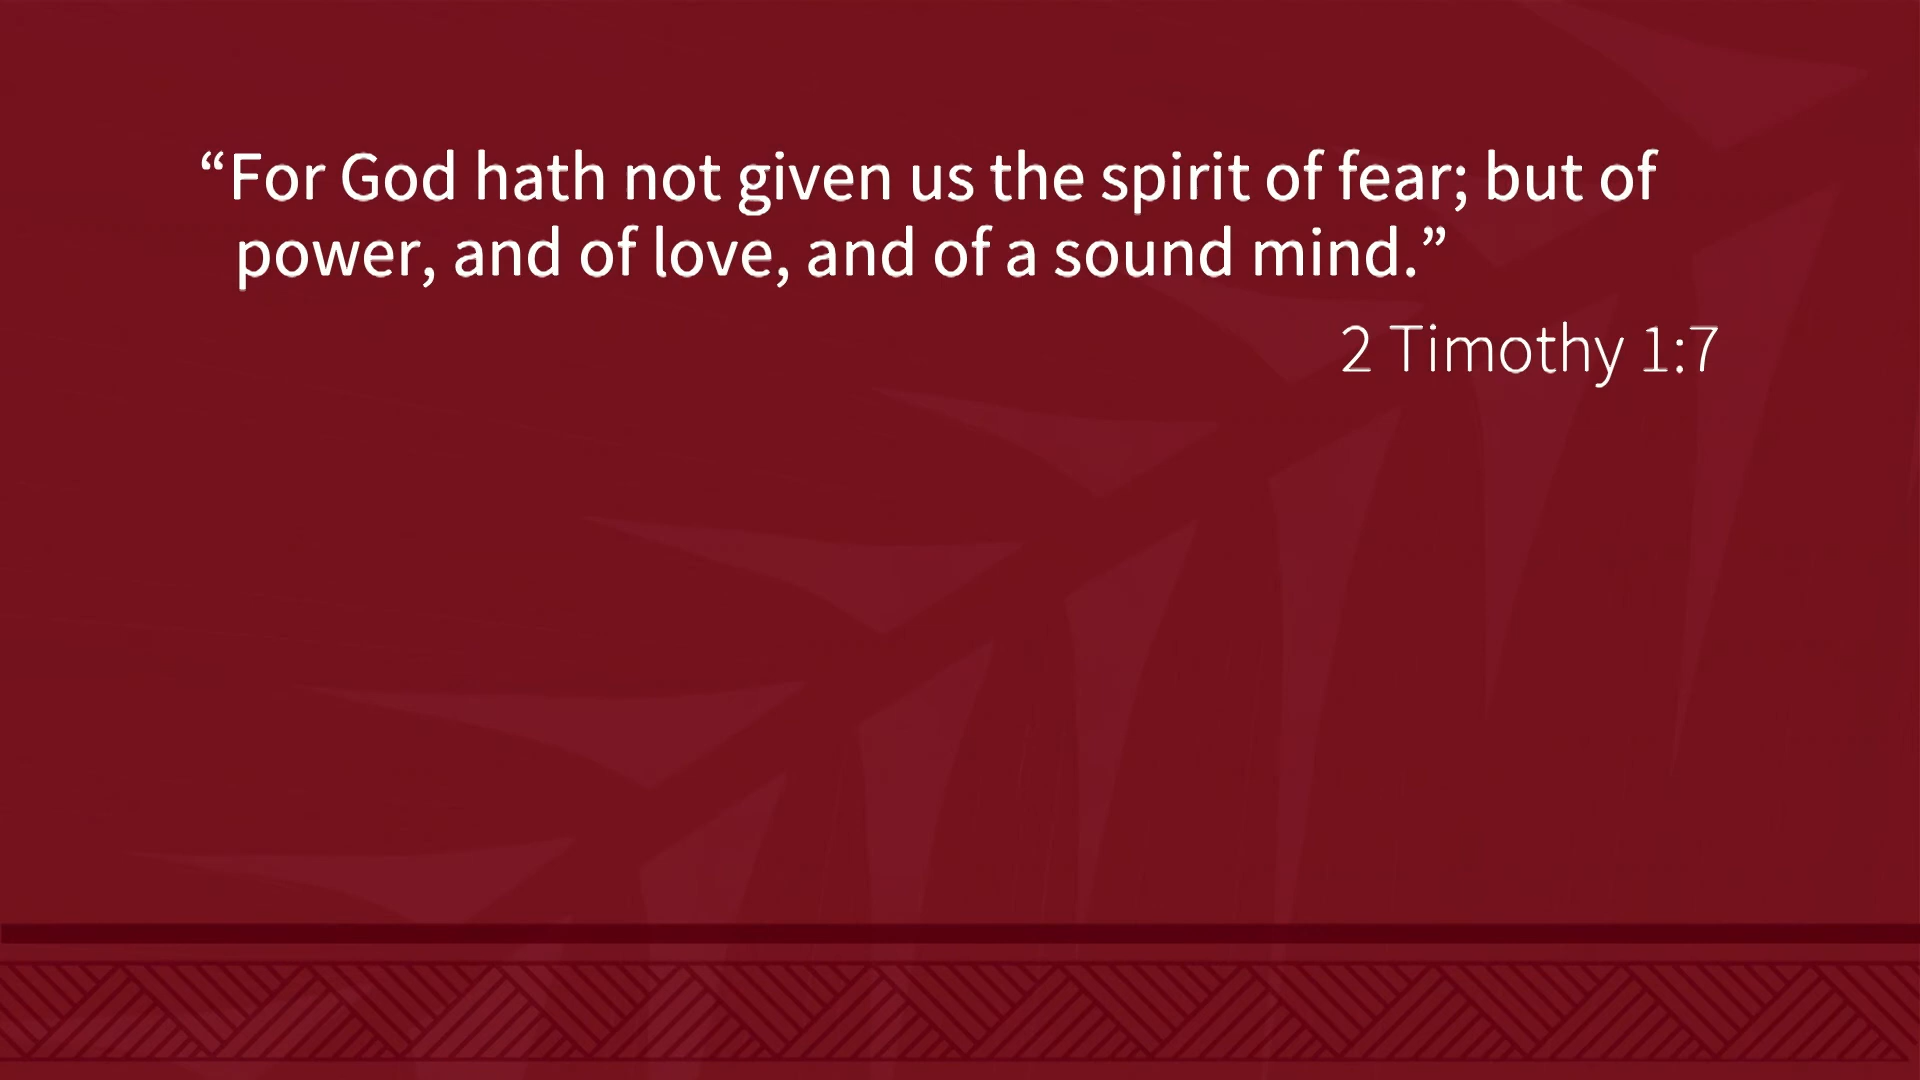 “For God hath not given us the spirit of fear; but of
power, and of love, and of a sound mind.”
2 Timothy 1:7